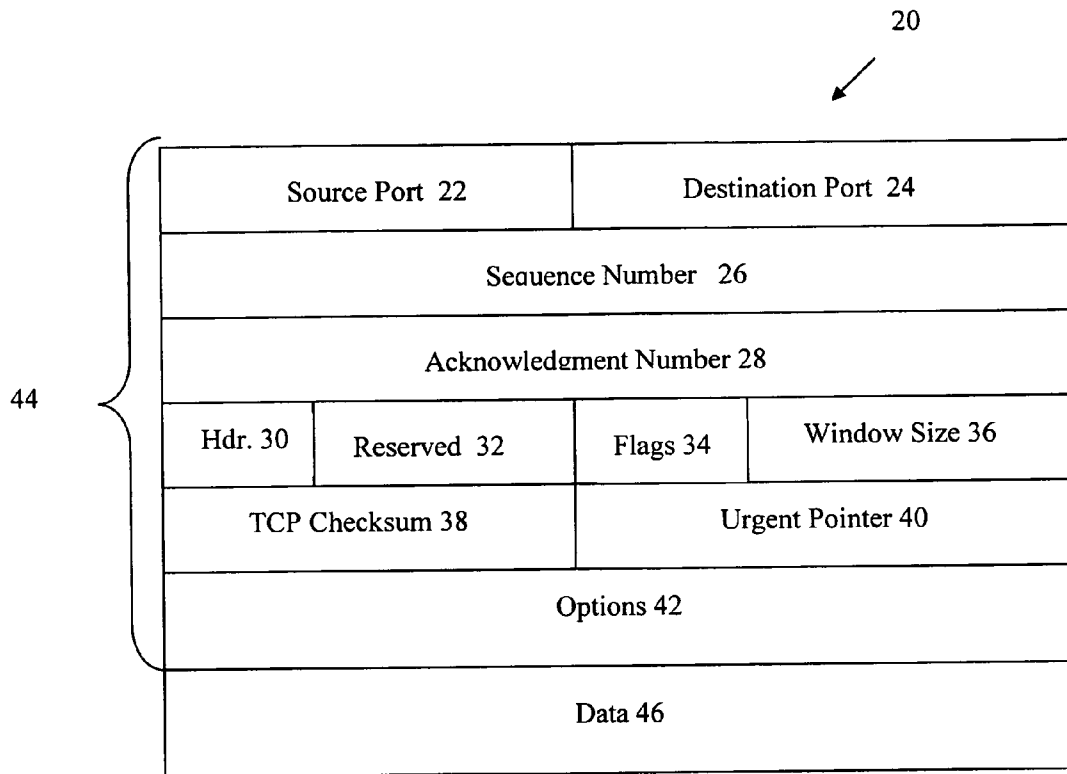 20
Source Port 22
Destination Port 24
Sequence Number 26
Acknowledgment Number 28
44
Hdr. 30
Reserved 32
Flags 34
Window Size 36
TCP Checksum 38
Urgent Pointer 40
Options 42
Data 46